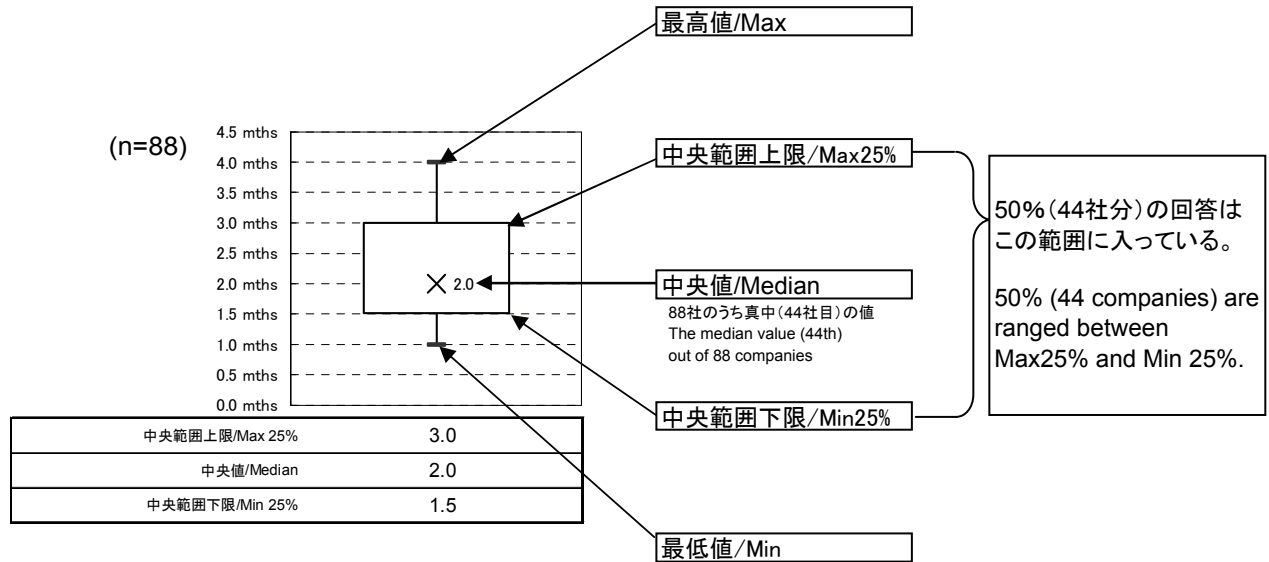 最高値/Max
(n=88)
4.5 mths
4.0 mths
3.5 mths
3.0 mths
2.5 mths
2.0 mths
1.5 mths
1.0 mths
0.5 mths
0.0 mths
2.0
中央範囲上限/Max25%
中央値/Median
88社のうち真中(44社目)の値
The median value (44th)
out of 88 companies
中央範囲下限/Min25%
50%(44社分)の回答は
この範囲に入っている。
50% (44 companies) are
ranged between
Max25% and Min 25%.
中央範囲上限/Max 25% 3.0
中央値/Median 2.0
中央範囲下限/Min 25% 1.5
最低値/Min